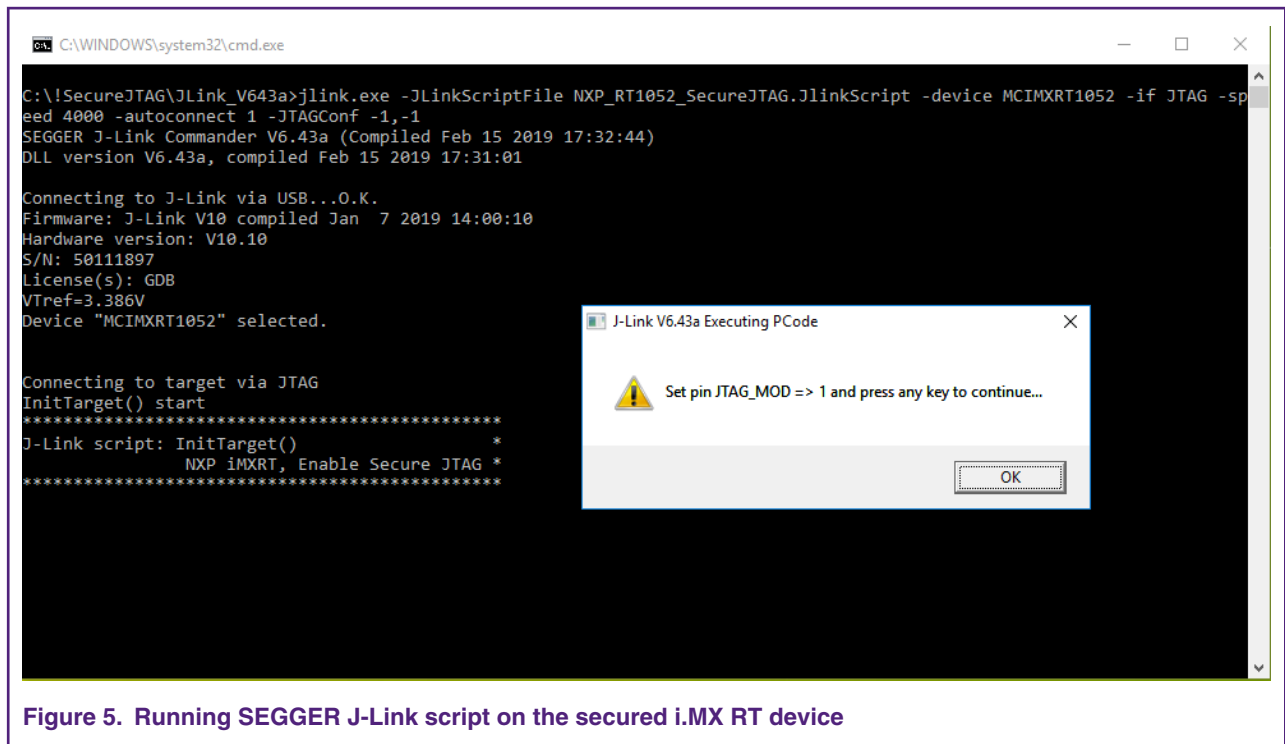 C:\WINDOWS\system32\cmd.exe
C:\!SecureJTAG\JLink_V643a>jlink.exe -JLinkScriptFile NXP_RT1052_SecureJTAG.JlinkScript -device MCIMXRT1052 -if JTAG -sp
eed 4000 -autoconnect 1 -JTAGConf -1,-1
SEGGER J-Link Commander V6.43a (Compiled Feb 15 2019 17:32:44)
DLL version V6.43a, compiled Feb 15 2019 17:31:01
Connecting to J-Link via USB...O.K.
Firmware: J-Link V10 compiled Jan  7 2019 14:00:10
Hardware version: V10.10
S/N: 50111897
License(s): GDB
VTref=3.386V
Device "MCIMXRT1052" selected.
Connecting to target via JTAG
InitTarget() start
***********************************************
J-Link script: InitTarget()                   *
                NXP iMXRT, Enable Secure JTAG *
***********************************************
J-Link V6.43a Executing PCode
Set pin JTAG_MOD => 1 and press any key to continue...
OK
Figure 5. Running SEGGER J-Link script on the secured i.MX RT device